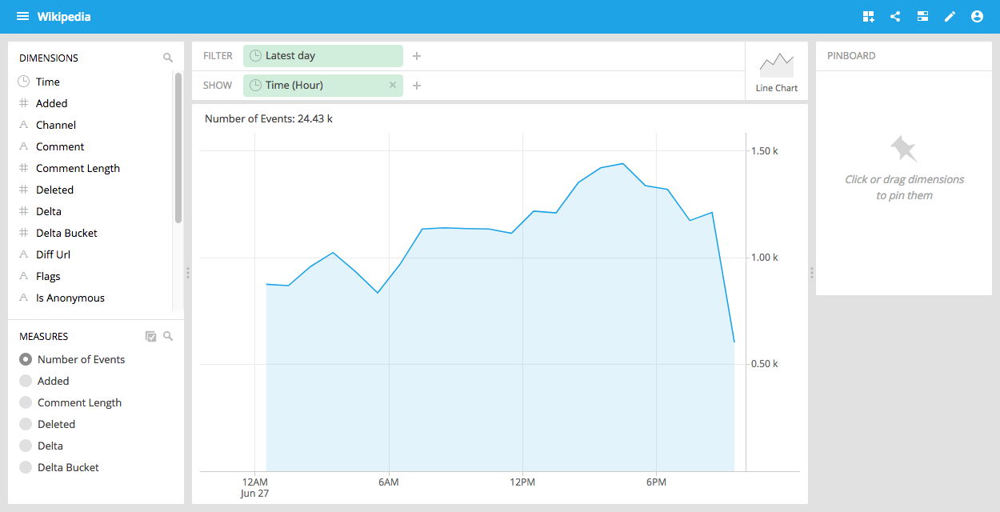 Wikipedia
DIMENSIONS
Time
Added
Channel
Comment
Comment Length
Deleted
Delta
Delta Bucket
Diff Url
Flags
Is Anonymous
MEASURES
Number of Events
Added
Comment Length
Deleted
Delta
Delta Bucket
FILTER
Latest day
SHOW
Time (Hour)
Line Chart
Number of Events: 24.43 k
1.50 k
1.00 k
0.50 k
12AM
Jun 27
6AM
12PM
6PM
PINBOARD
Click or drag dimensions
to pin them